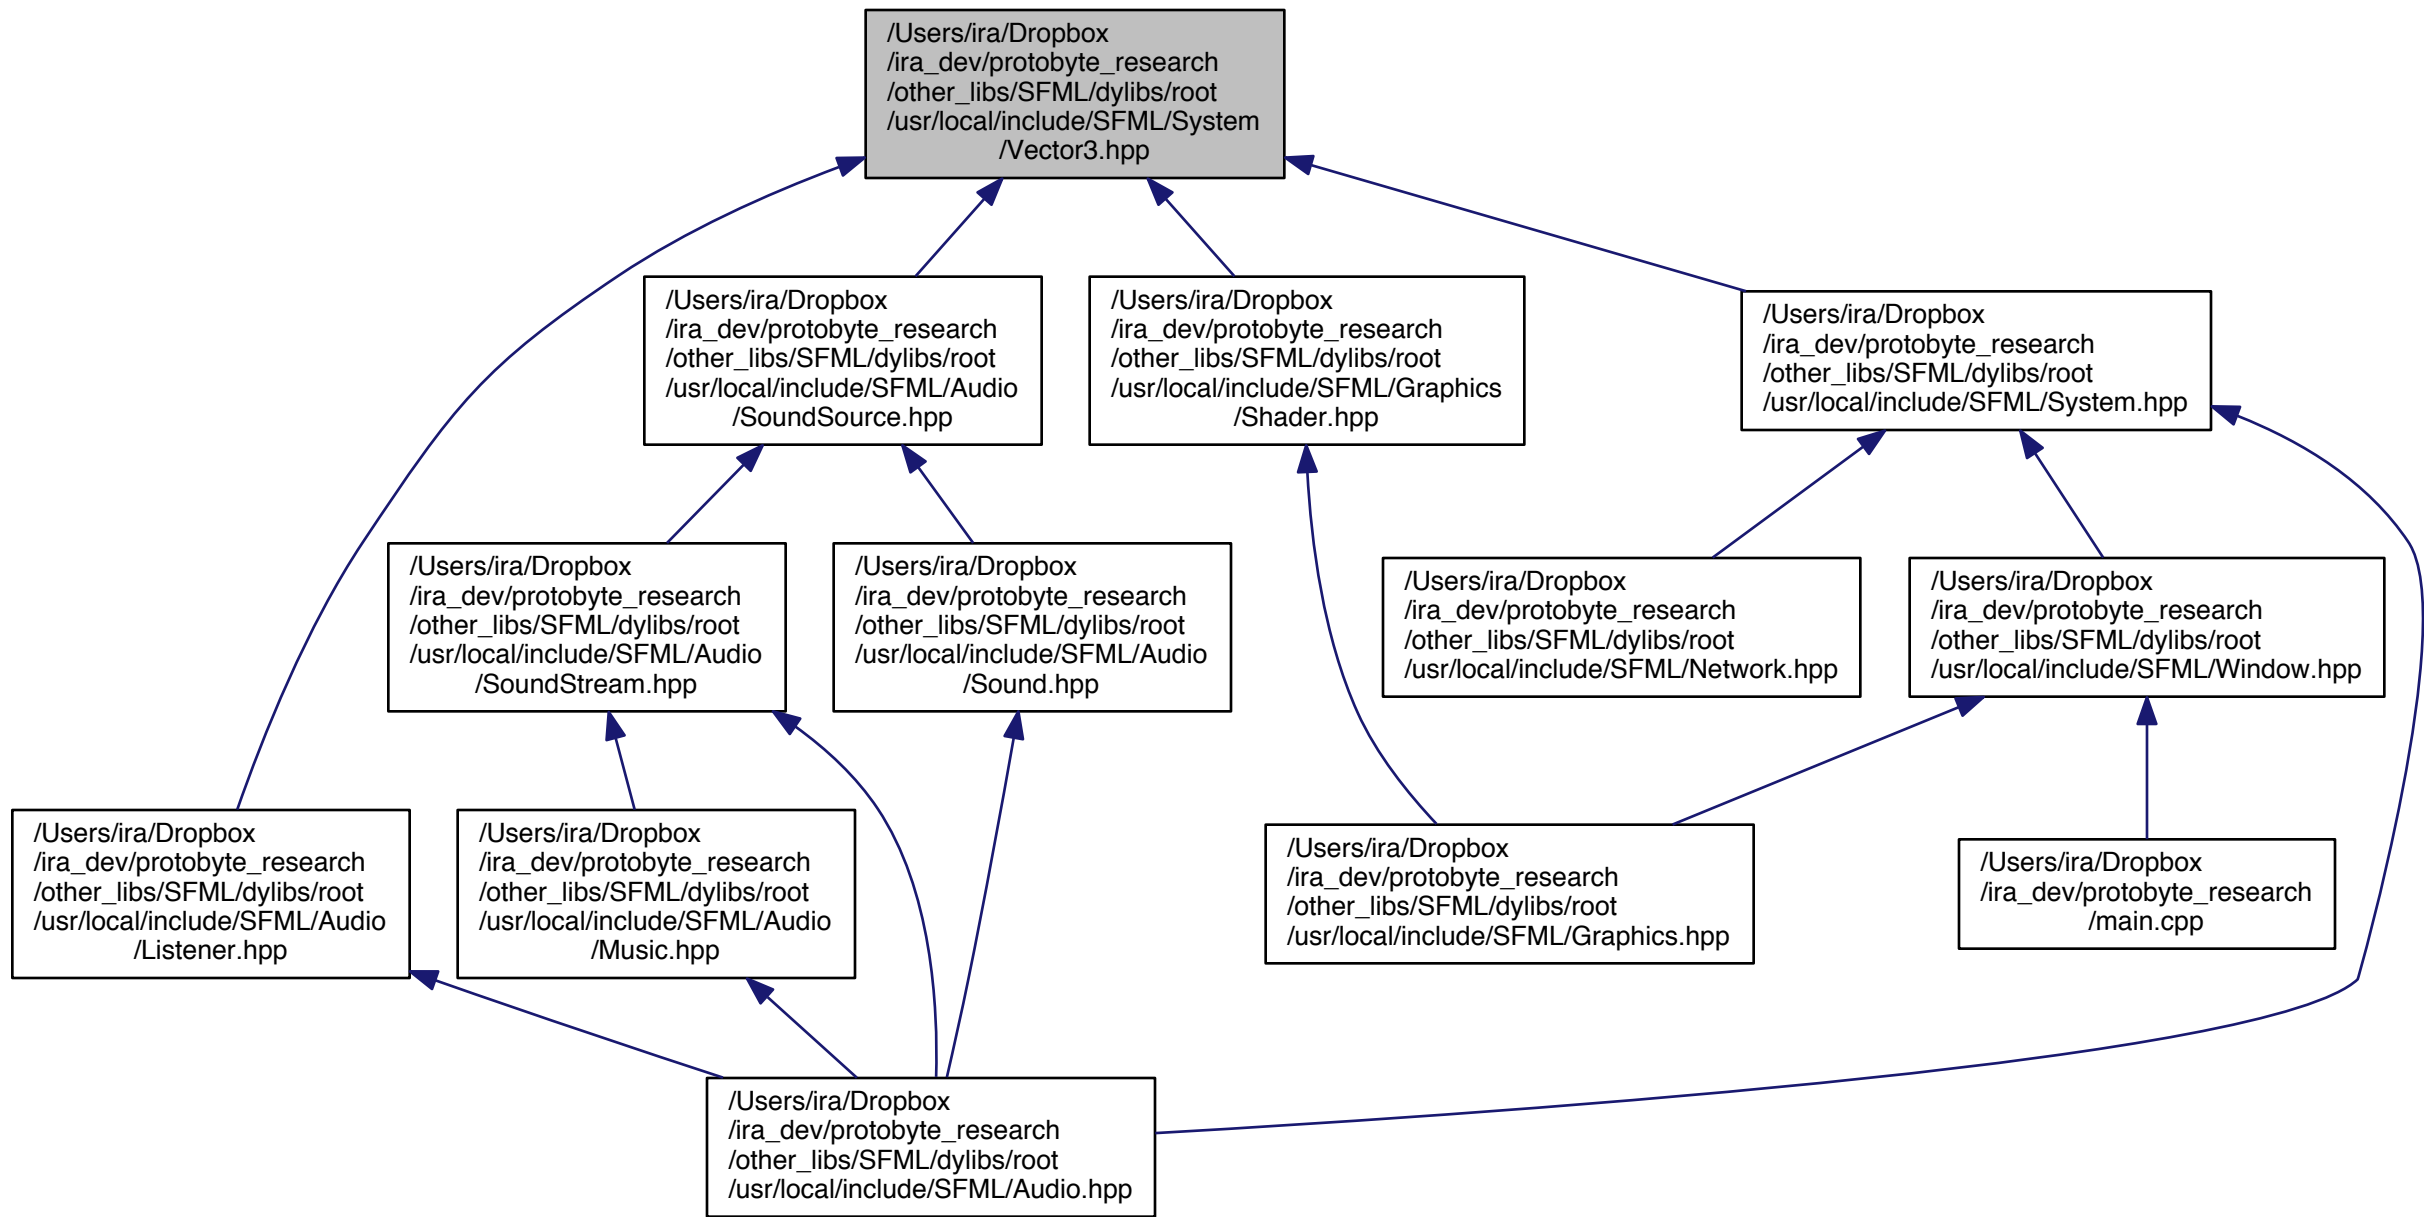 /Users/ira/Dropbox
/ira_dev/protobyte_research
/other_libs/SFML/dylibs/root
/usr/local/include/SFML/System
/Vector3.hpp
/Users/ira/Dropbox
/ira_dev/protobyte_research
/other_libs/SFML/dylibs/root
/usr/local/include/SFML/Audio
/SoundSource.hpp
/Users/ira/Dropbox
/ira_dev/protobyte_research
/other_libs/SFML/dylibs/root
/usr/local/include/SFML/Graphics
/Shader.hpp
/Users/ira/Dropbox
/ira_dev/protobyte_research
/other_libs/SFML/dylibs/root
/usr/local/include/SFML/System.hpp
/Users/ira/Dropbox
/ira_dev/protobyte_research
/other_libs/SFML/dylibs/root
/usr/local/include/SFML/Audio
/SoundStream.hpp
/Users/ira/Dropbox
/ira_dev/protobyte_research
/other_libs/SFML/dylibs/root
/usr/local/include/SFML/Audio
/Sound.hpp
/Users/ira/Dropbox
/ira_dev/protobyte_research
/other_libs/SFML/dylibs/root
/usr/local/include/SFML/Network.hpp
/Users/ira/Dropbox
/ira_dev/protobyte_research
/other_libs/SFML/dylibs/root
/usr/local/include/SFML/Window.hpp
/Users/ira/Dropbox
/ira_dev/protobyte_research
/other_libs/SFML/dylibs/root
/usr/local/include/SFML/Audio
/Listener.hpp
/Users/ira/Dropbox
/ira_dev/protobyte_research
/other_libs/SFML/dylibs/root
/usr/local/include/SFML/Audio
/Music.hpp
/Users/ira/Dropbox
/ira_dev/protobyte_research
/other_libs/SFML/dylibs/root
/usr/local/include/SFML/Graphics.hpp
/Users/ira/Dropbox
/ira_dev/protobyte_research
/main.cpp
/Users/ira/Dropbox
/ira_dev/protobyte_research
/other_libs/SFML/dylibs/root
/usr/local/include/SFML/Audio.hpp